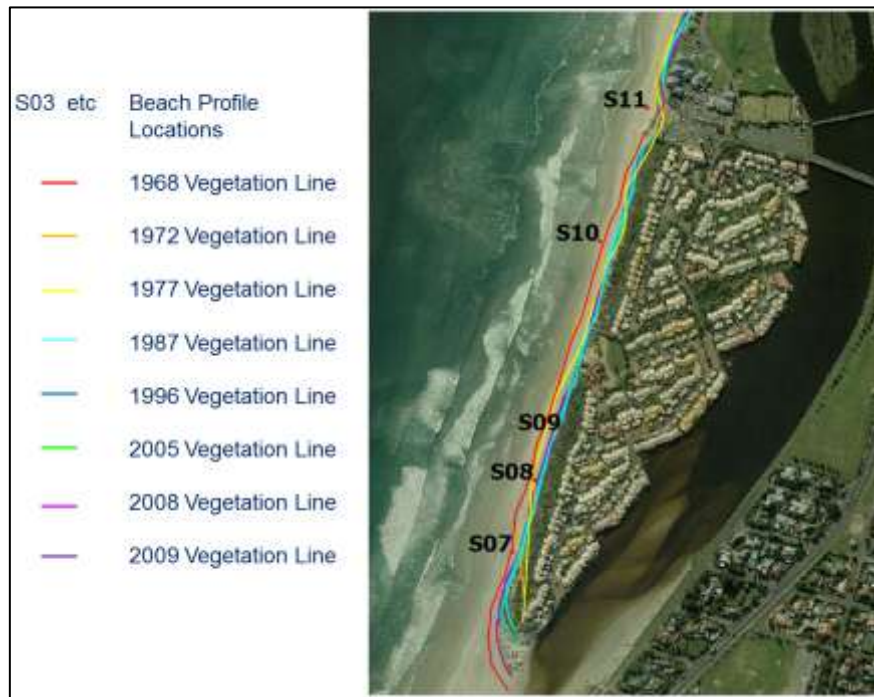 S03 etc Beach Profile
Locations
1968 Vegetation Line
1972 Vegetation Line
1977 Vegetation Line
1987 Vegetation Line
1996 Vegetation Line
2005 Vegetation Line
2008 Vegetation Line
2009 Vegetation Line
S11
S10
S09
S08
S07